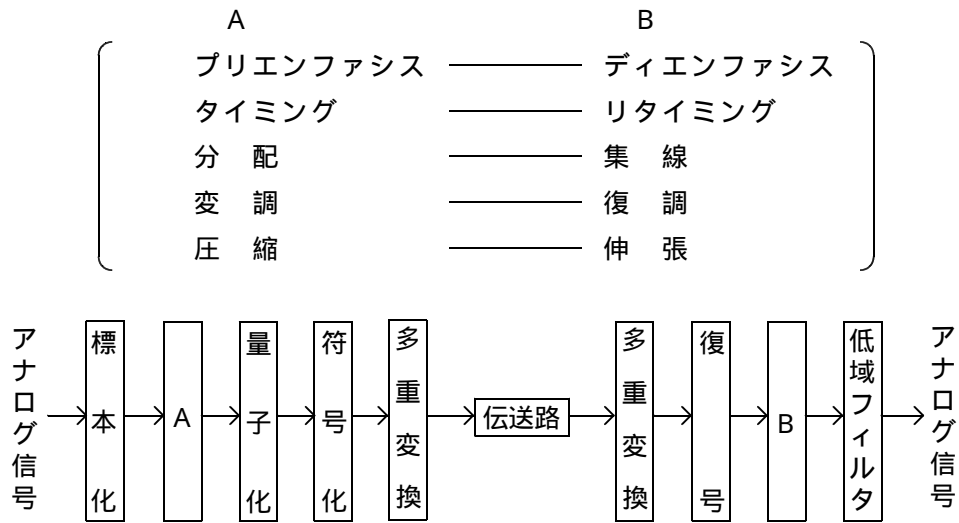 A B
プリエンファシス ディエンファシス
タイミング リタイミング
分 配 集 線
変 調 復 調
圧 縮 伸 張
アナログ信号
標本化
A
量子化
符号化
多重変換
伝送路
多重変換
復号
B
低域フィルタ
アナログ信号